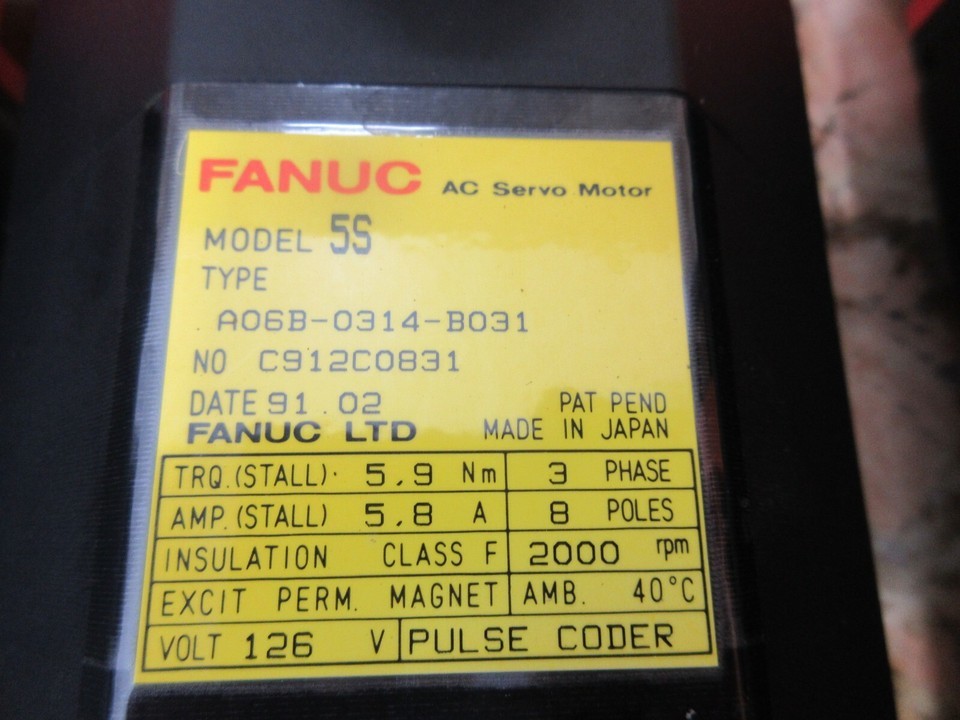 FANUC AC Servo Motor
MODEL 5S
TYPE
A06B-0314-B031
NO C912C0831
DATE 91.02 PAT PEND
FANUC LTD MADE IN JAPAN
TRQ.(STALL). 5.9 Nm 3 PHASE
AMP.(STALL) 5.8 A 8 POLES
INSULATION CLASS F 2000 rpm
EXCIT PERM. MAGNET AMB. 40°C
VOLT 126 V PULSE CODER